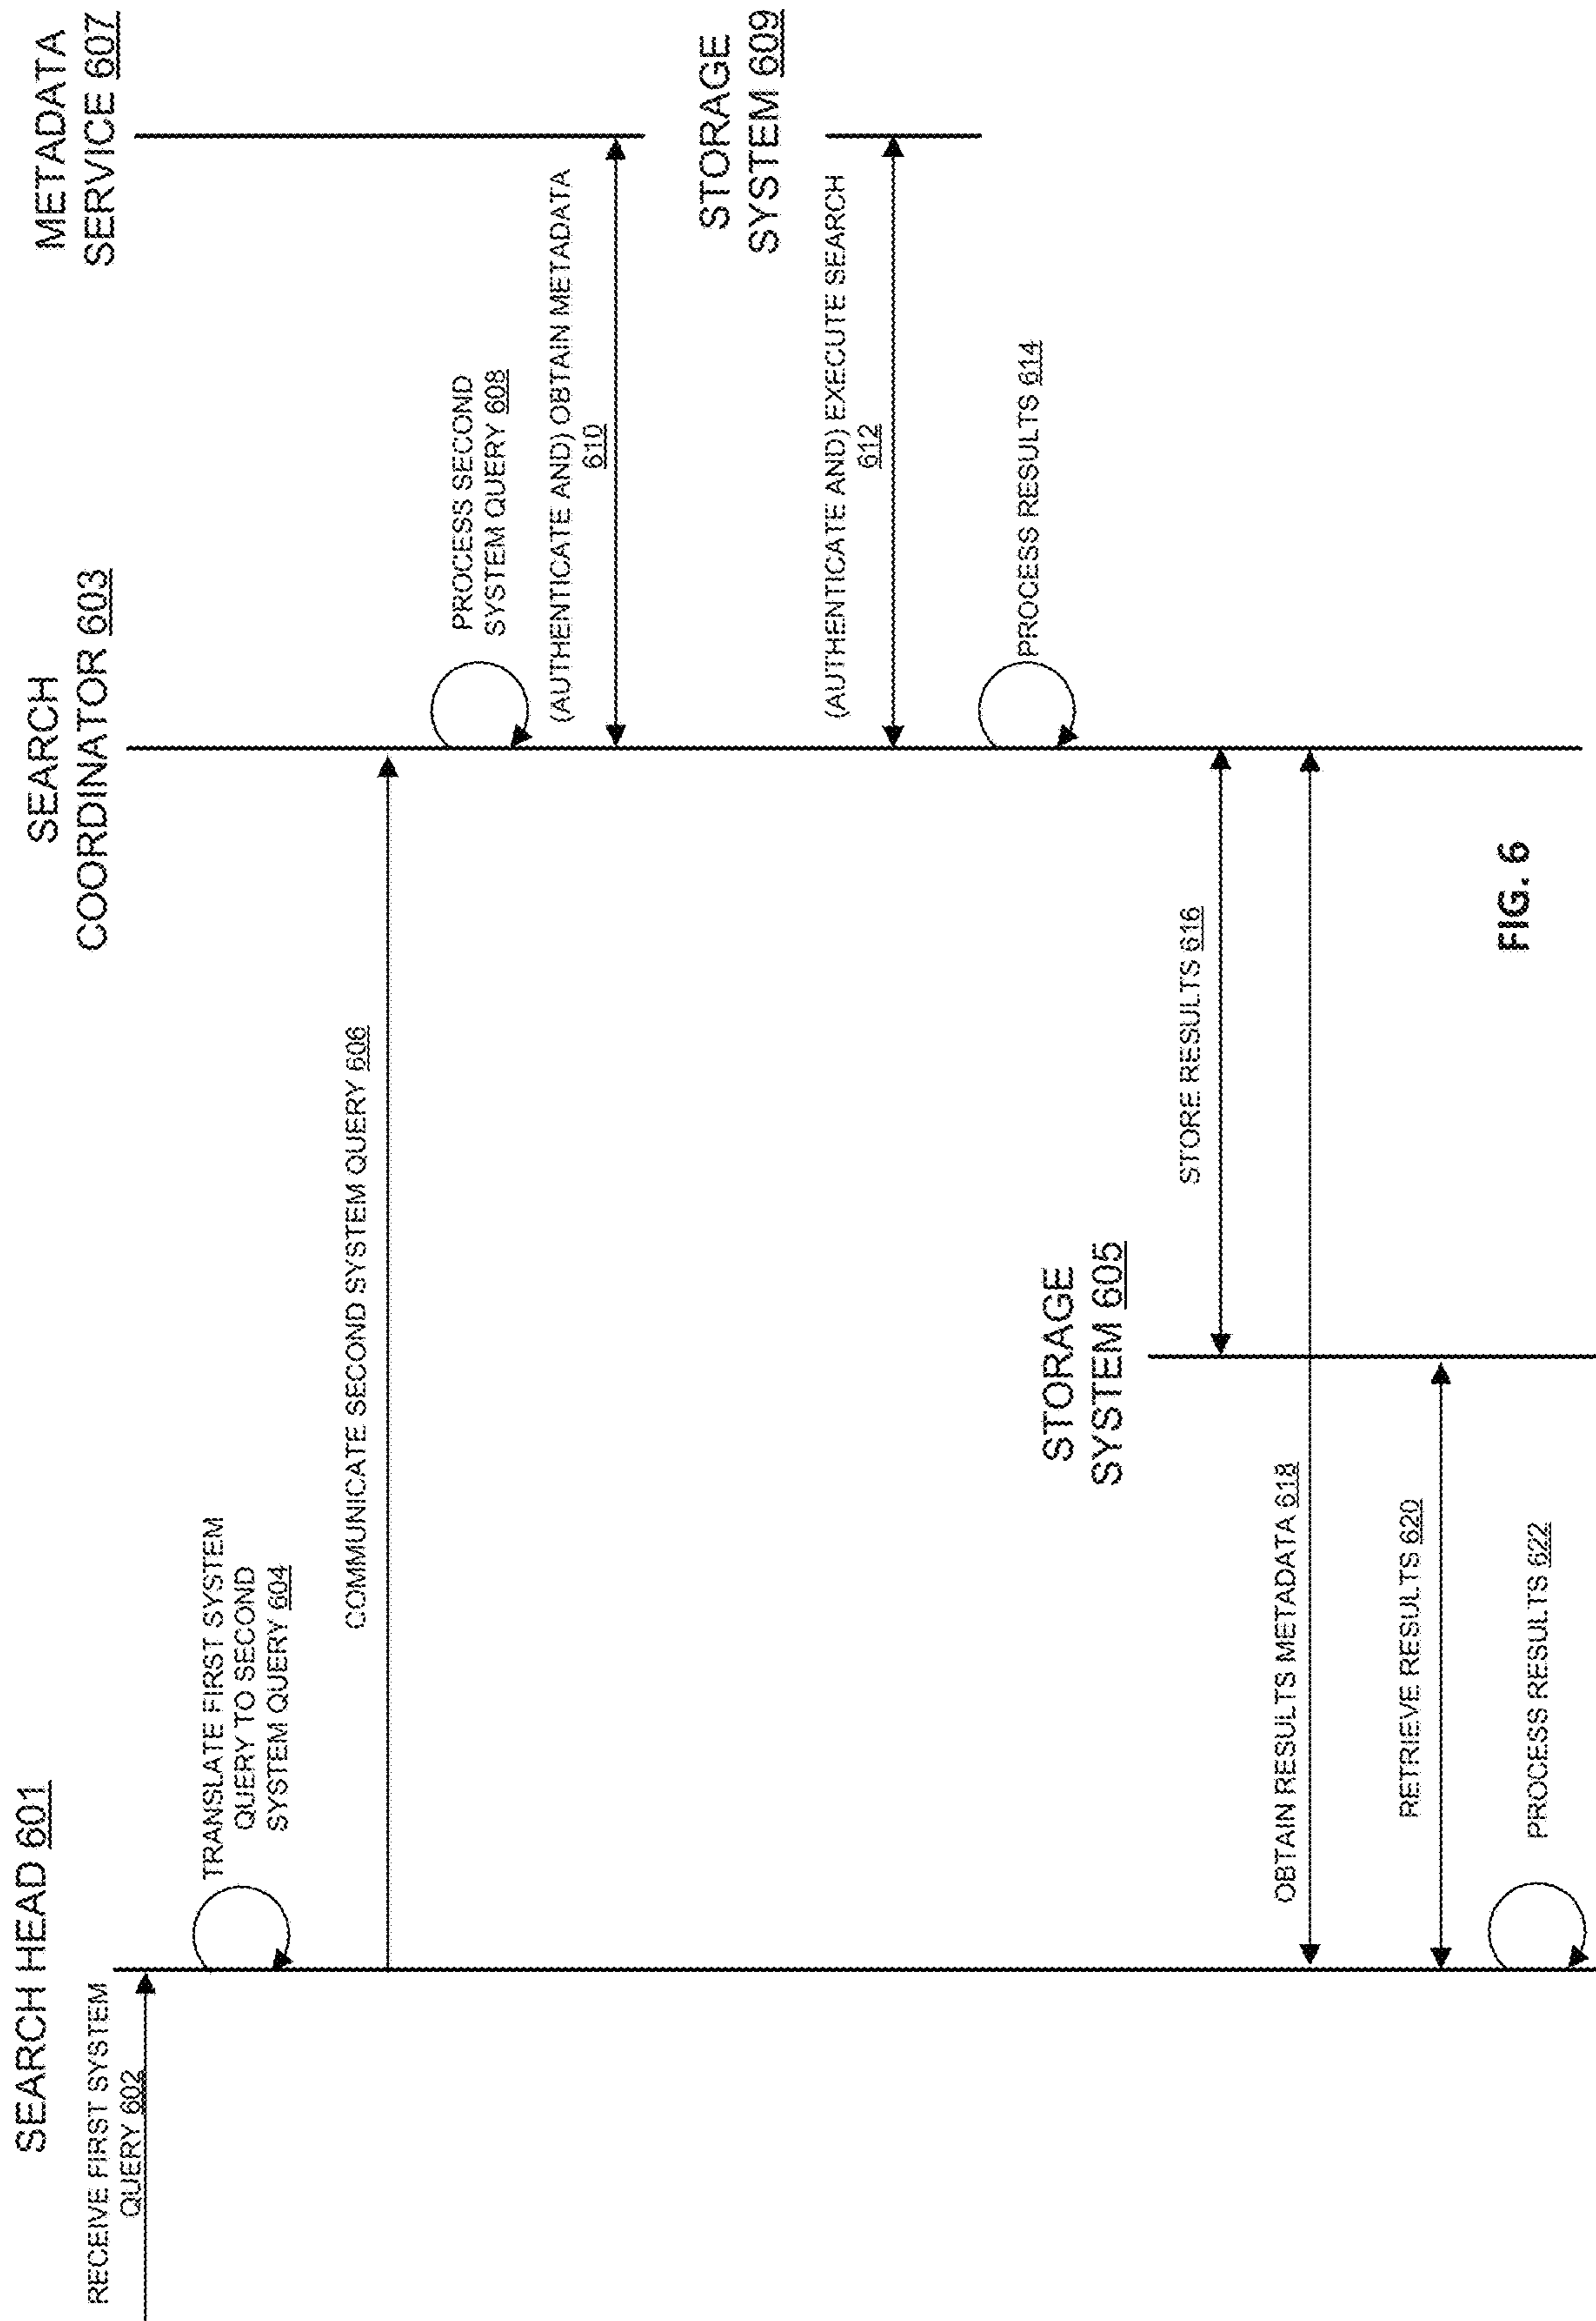 SEARCH HEAD 601
SEARCH
COORDINATOR 603
METADATA
SERVICE 607
RECEIVE FIRST SYSTEM
QUERY 602
TRANSLATE FIRST SYSTEM
QUERY TO SECOND
SYSTEM QUERY 604
COMMUNICATE SECOND SYSTEM QUERY 606
PROCESS SECOND
SYSTEM QUERY 608
(AUTHENTICATE AND) OBTAIN METADATA
610
STORAGE
SYSTEM 609
(AUTHENTICATE AND) EXECUTE SEARCH
612
PROCESS RESULTS 614
STORAGE
SYSTEM 605
STORE RESULTS 616
OBTAIN RESULTS METADATA 618
RETRIEVE RESULTS 620
PROCESS RESULTS 622
FIG. 6